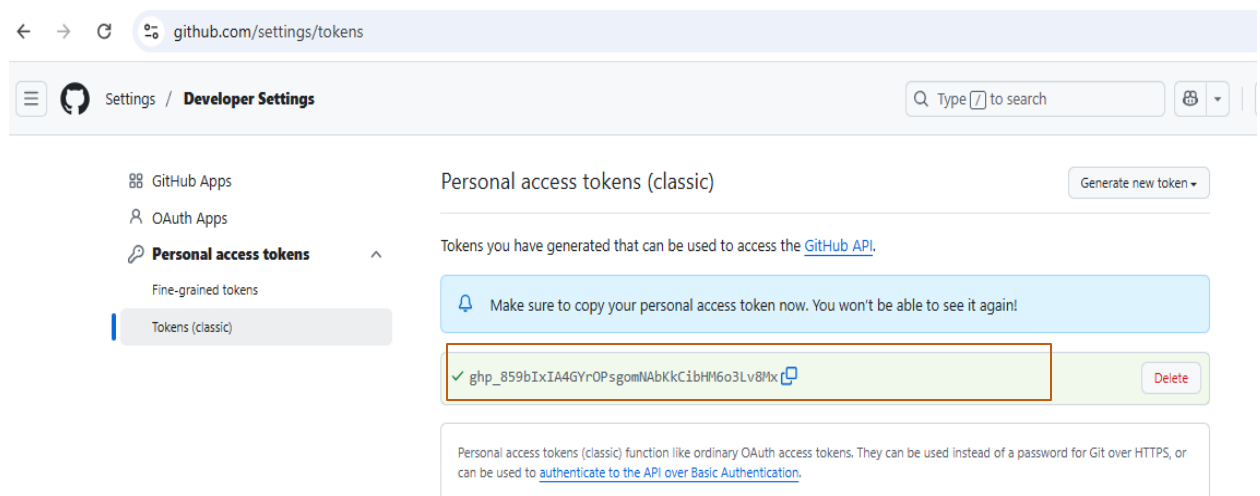 github.com/settings/tokens
Settings / Developer Settings
Type / to search
GitHub Apps
OAuth Apps
Personal access tokens
Fine-grained tokens
Tokens (classic)
Personal access tokens (classic)
Generate new token
Tokens you have generated that can be used to access the GitHub API.
Make sure to copy your personal access token now. You won't be able to see it again!
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
Delete
Personal access tokens (classic) function like ordinary OAuth access tokens. They can be used instead of a password for Git over HTTPS, or
can be used to authenticate to the API over Basic Authentication.